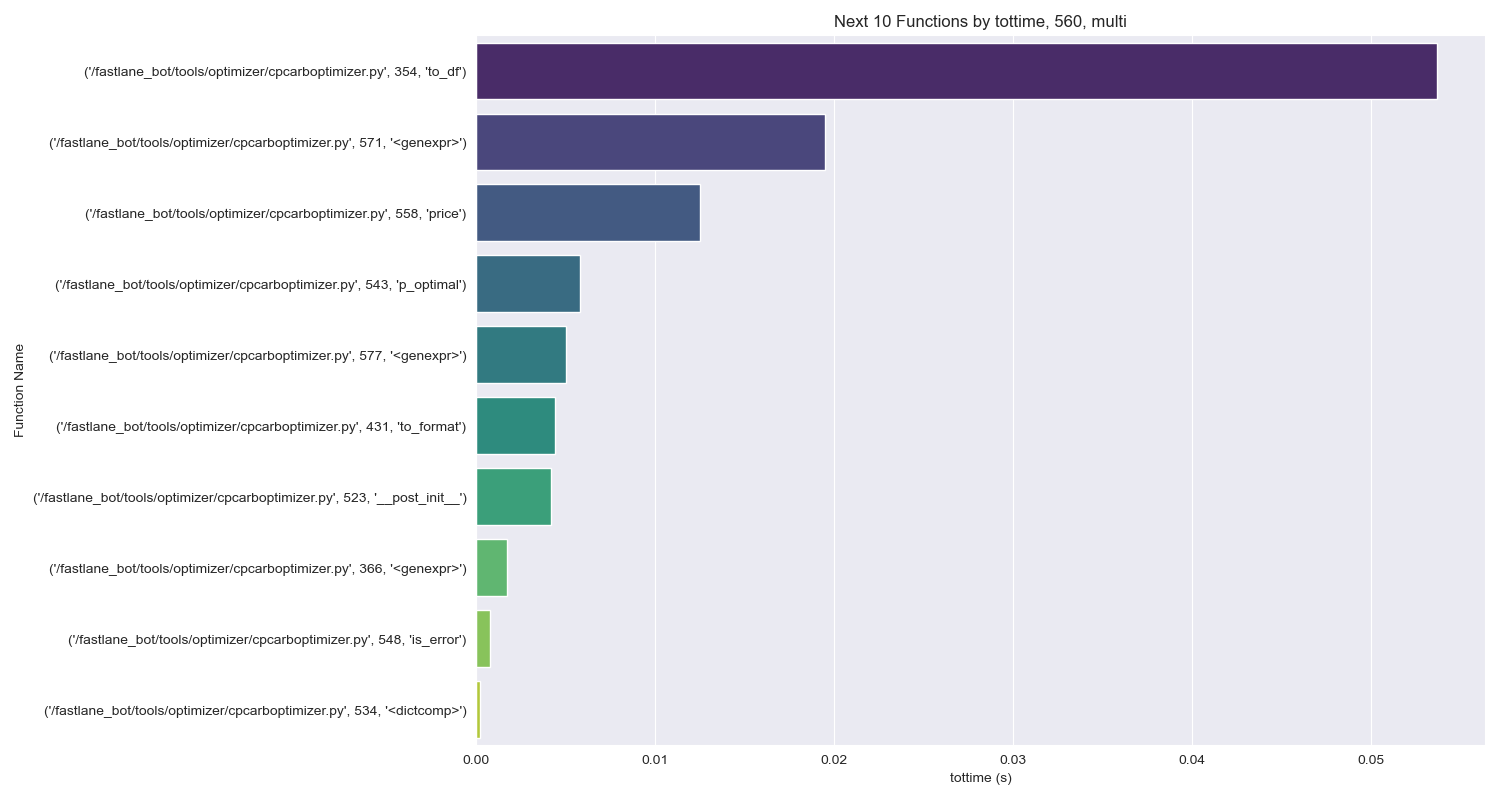 Next 10 Functions by tottime, 560, multi
Function Name
('/fastlane_bot/tools/optimizer/cpcarboptimizer.py', 354, 'to_df')
('/fastlane_bot/tools/optimizer/cpcarboptimizer.py', 571, '<genexpr>')
('/fastlane_bot/tools/optimizer/cpcarboptimizer.py', 558, 'price')
('/fastlane_bot/tools/optimizer/cpcarboptimizer.py', 543, 'p_optimal')
('/fastlane_bot/tools/optimizer/cpcarboptimizer.py', 577, '<genexpr>')
('/fastlane_bot/tools/optimizer/cpcarboptimizer.py', 431, 'to_format')
('/fastlane_bot/tools/optimizer/cpcarboptimizer.py', 523, '__post_init__')
('/fastlane_bot/tools/optimizer/cpcarboptimizer.py', 366, '<genexpr>')
('/fastlane_bot/tools/optimizer/cpcarboptimizer.py', 548, 'is_error')
('/fastlane_bot/tools/optimizer/cpcarboptimizer.py', 534, '<dictcomp>')
0.00 0.01 0.02 0.03 0.04 0.05
tottime (s)